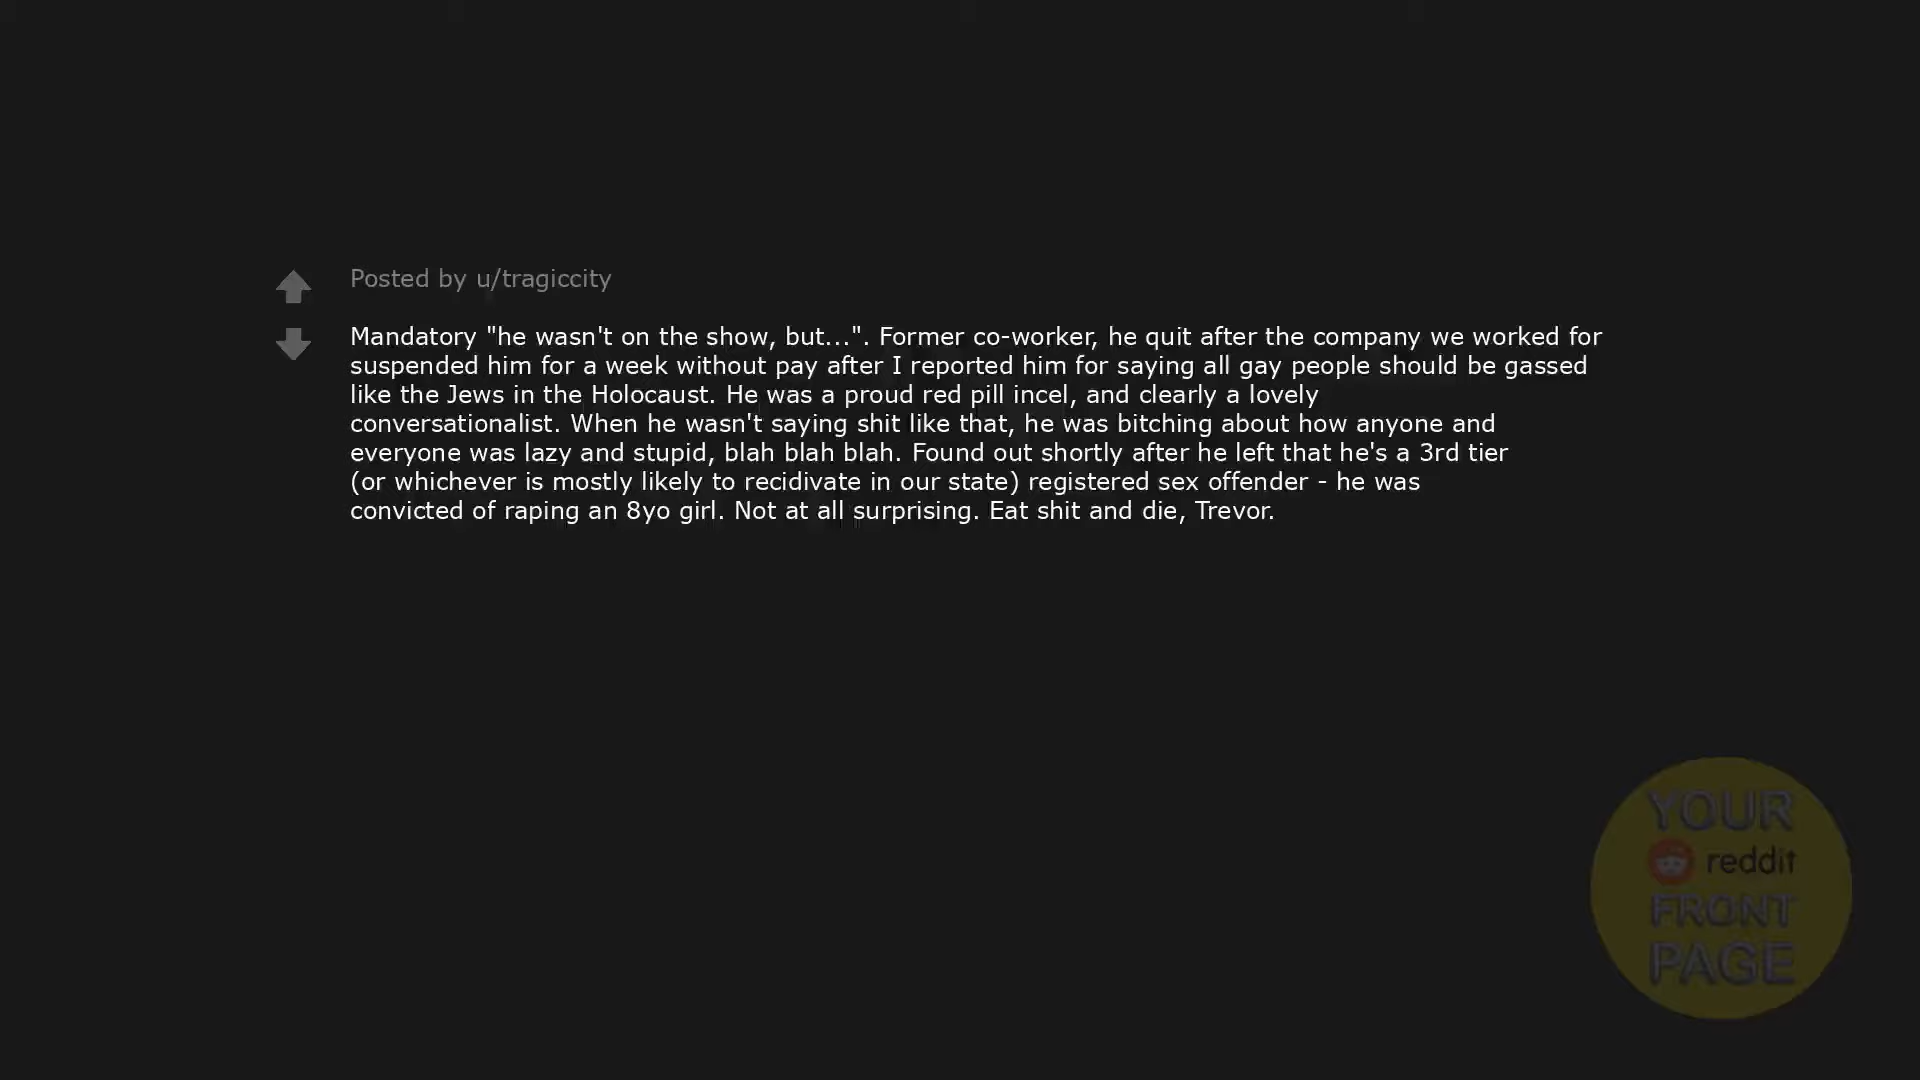 Posted by u/tragiccity
Mandatory "he wasn't on the show, but...". Former co-worker, he quit after the company we worked for
suspended him for a week without pay after I reported him for saying all gay people should be gassed
like the Jews in the Holocaust. He was a proud red pill incel, and clearly a lovely
conversationalist. When he wasn't saying shit like that, he was bitching about how anyone and
everyone was lazy and stupid, blah blah blah. Found out shortly after he left that he's a 3rd tier
(or whichever is mostly likely to recidivate in our state) registered sex offender - he was
convicted of raping an 8yo girl. Not at all surprising. Eat shit and die, Trevor.
YOUR
reddit
FRONT
PAGE